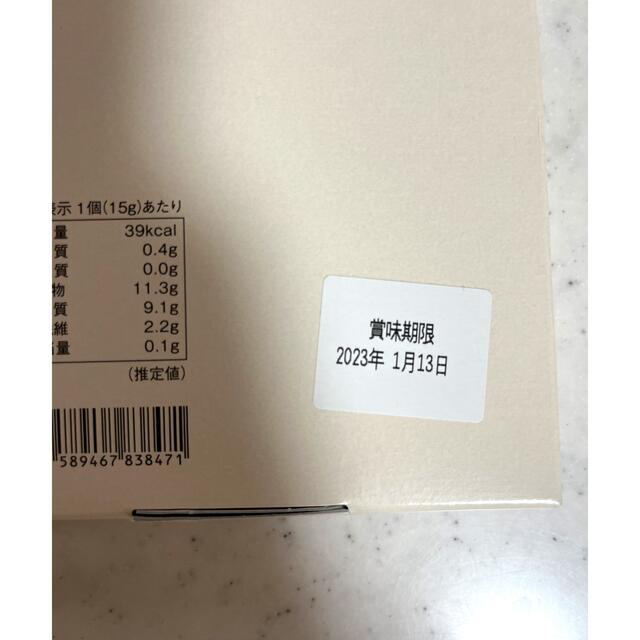 表示 1個(15g)あたり
量 39kcal
質 0.4g
質 0.0g
物 11.3g
質 9.1g
維 2.2g
量 0.1g
(推定値)
589467 838471
賞味期限
2023年 1月13日